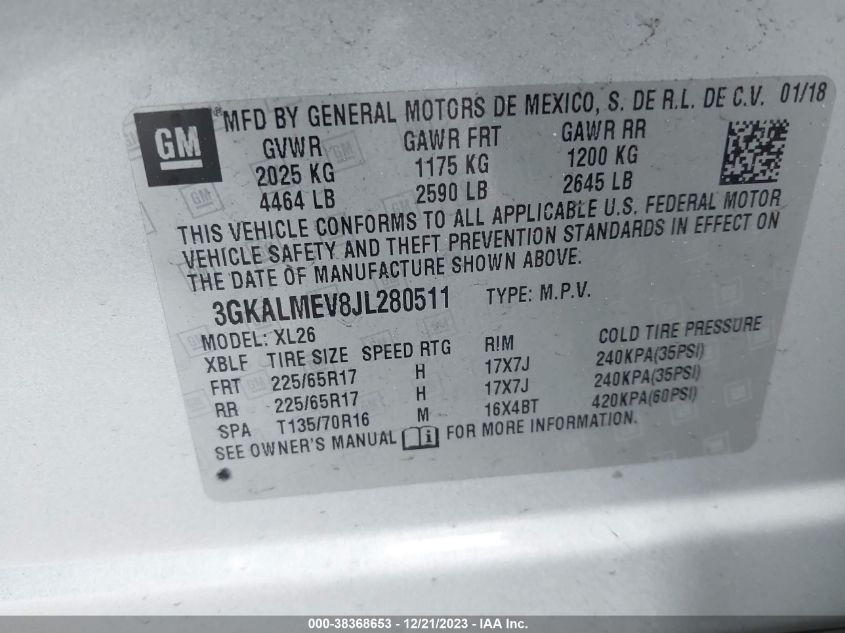 GM ® MFD BY GENERAL MOTORS DE MEXICO, S. DE R.L. DE C.V. 01/18
GVWR GAWR FRT GAWR RR
2025 KG 1175 KG 1200 KG
4464 LB 2590 LB 2645 LB
THIS VEHICLE CONFORMS TO ALL APPLICABLE U.S. FEDERAL MOTOR
VEHICLE SAFETY AND THEFT PREVENTION STANDARDS IN EFFECT ON
THE DATE OF MANUFACTURE SHOWN ABOVE.
3GKALMEV8JL280511 TYPE: M.P.V.
MODEL: XL26
XBLF TIRE SIZE SPEED RTG RIM COLD TIRE PRESSURE
FRT 225/65R17 H 17X7J 240KPA(35PSI)
RR 225/65R17 H 17X7J 240KPA(35PSI)
SPA T135/70R16 M 16X4BT 420KPA(60PSI)
SEE OWNER'S MANUAL FOR MORE INFORMATION.
000-38368653 - 12/21/2023 - IAA Inc.